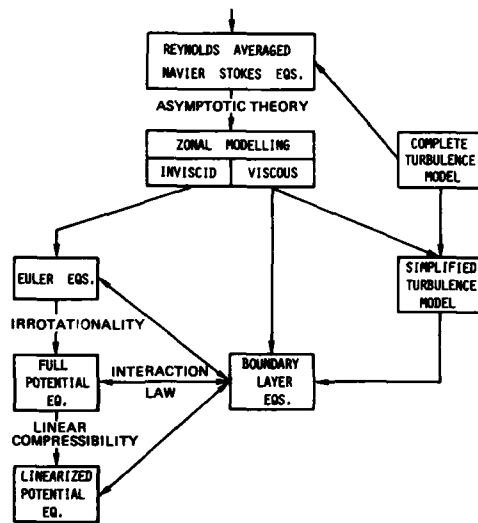 REYNOLDS AVERAGED
NAVIER STOKES EQS.
ASYMPTOTIC THEORY
ZONAL MODELLING
INVISCID
VISCOUS
COMPLETE
TURBULENCE
MODEL
EULER EQS.
SIMPLIFIED
TURBULENCE
MODEL
IRROTATIONALITY
FULL
POTENTIAL
EQ.
INTERACTION
LAW
BOUNDARY
LAYER
EQS.
LINEAR
COMPRESSIBILITY
LINEARIZED
POTENTIAL
EQ.